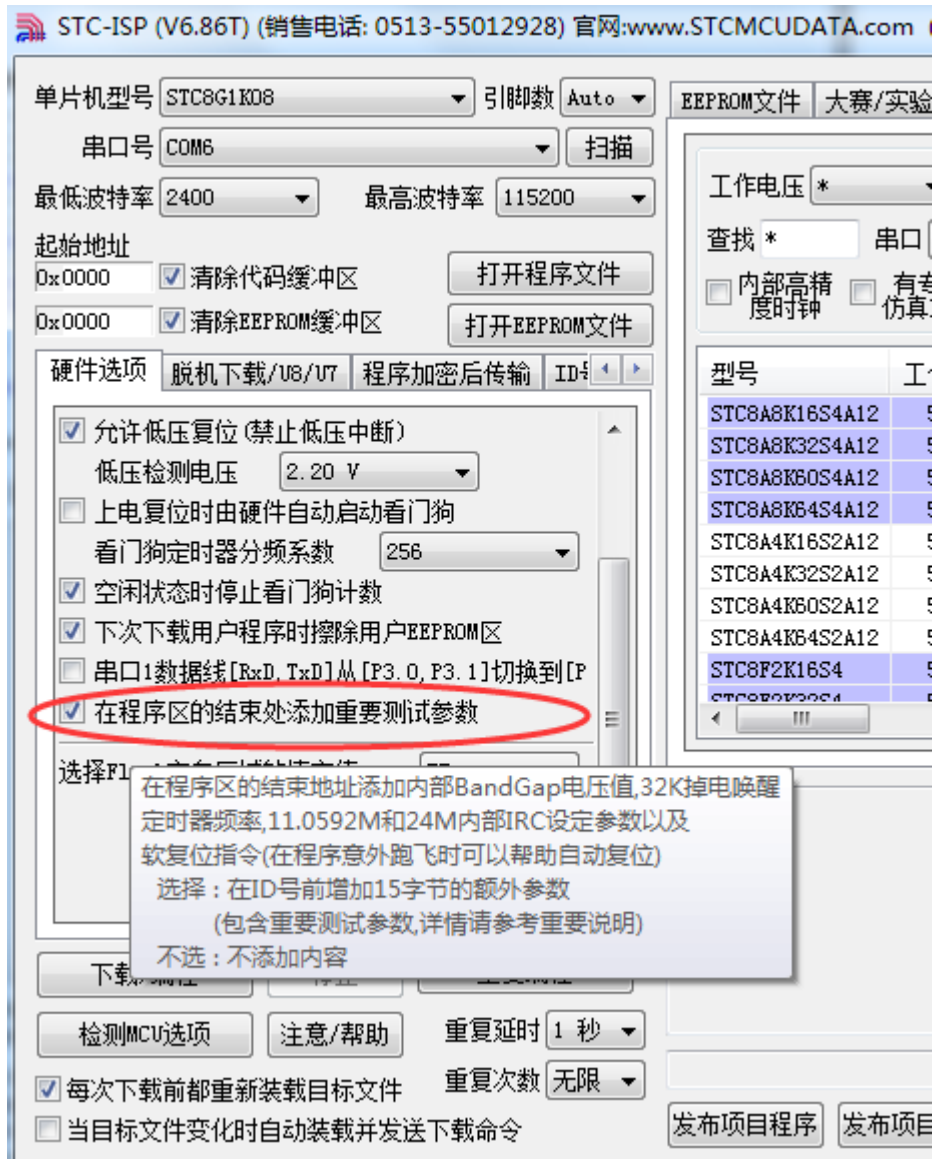 STC-ISP (V6.86T) (销售电话: 0513-55012928) 官网:www.STCMCUDATA.com
单片机型号 STC8G1K08 引脚数 Auto
串口号 COM6 扫描
最低波特率 2400 最高波特率 115200
起始地址
0x0000 清除代码缓冲区 打开程序文件
0x0000 清除EEPROM缓冲区 打开EEPROM文件
硬件选项 脱机下载/U8/U7 程序加密后传输
允许低压复位(禁止低压中断)
低压检测电压 2.20 V
上电复位时由硬件自动启动看门狗
看门狗定时器分频系数 256
空闲状态时停止看门狗计数
下次下载用户程序时擦除用户EEPROM区
串口1数据线[RxD,TxD]从[P3.0,P3.1]切换到[P
在程序区的结束处添加重要测试参数
选择
在程序区的结束地址添加内部BandGap电压值,32K掉电唤醒
定时器频率,11.0592M和24M内部IRC设定参数以及
软复位指令(在程序意外跑飞时可以帮助自动复位)
选择：在ID号前增加15字节的额外参数
(包含重要测试参数,详情请参考重要说明)
不选：不添加内容
检测MCU选项 注意/帮助 重复延时 1 秒
每次下载前都重新装载目标文件 重复次数 无限
当目标文件变化时自动装载并发送下载命令
EEPROM文件 大赛/实验
工作电压 *
查找 * 串口
内部高精
度时钟
型号
STC8A8K16S4A12
STC8A8K32S4A12
STC8A8K60S4A12
STC8A8K64S4A12
STC8A4K16S2A12
STC8A4K32S2A12
STC8A4K60S2A12
STC8A4K64S2A12
STC8F2K16S4
发布项目程序 发布项目